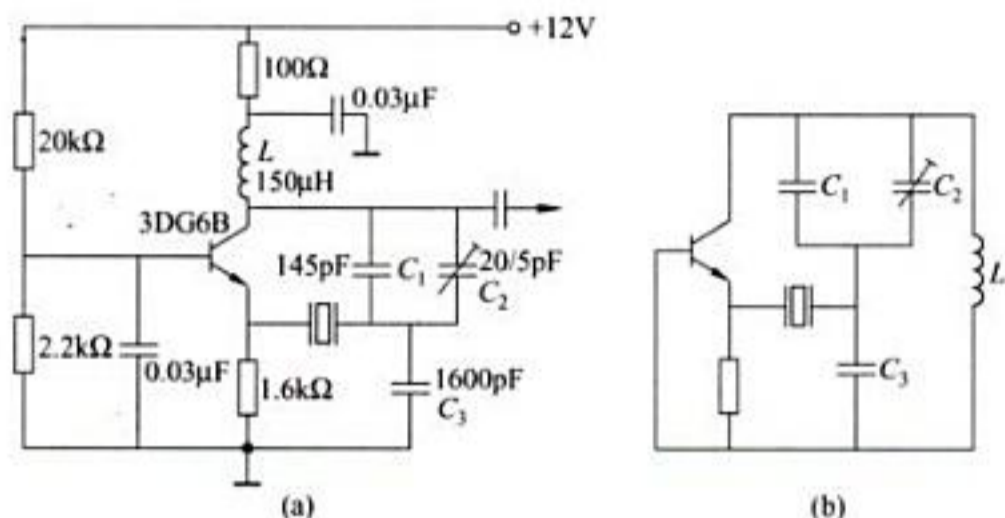 +12V
100Ω
0.03μF
20kΩ
L
150μH
3DG6B
145pF
C₁
20/5pF
C₂
2.2kΩ
0.03μF
1.6kΩ
1600pF
C₃
(a)
C₁
C₂
L
C₃
(b)